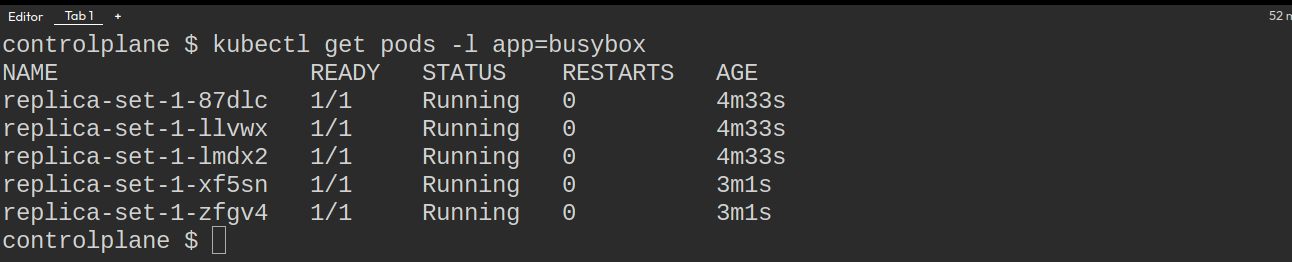 Editor Tab 1 + 52 m
controlplane $ kubectl get pods -l app=busybox
NAME READY STATUS RESTARTS AGE
replica-set-1-87dlc 1/1 Running 0 4m33s
replica-set-1-llvwx 1/1 Running 0 4m33s
replica-set-1-lmdx2 1/1 Running 0 4m33s
replica-set-1-xf5sn 1/1 Running 0 3m1s
replica-set-1-zfgv4 1/1 Running 0 3m1s
controlplane $